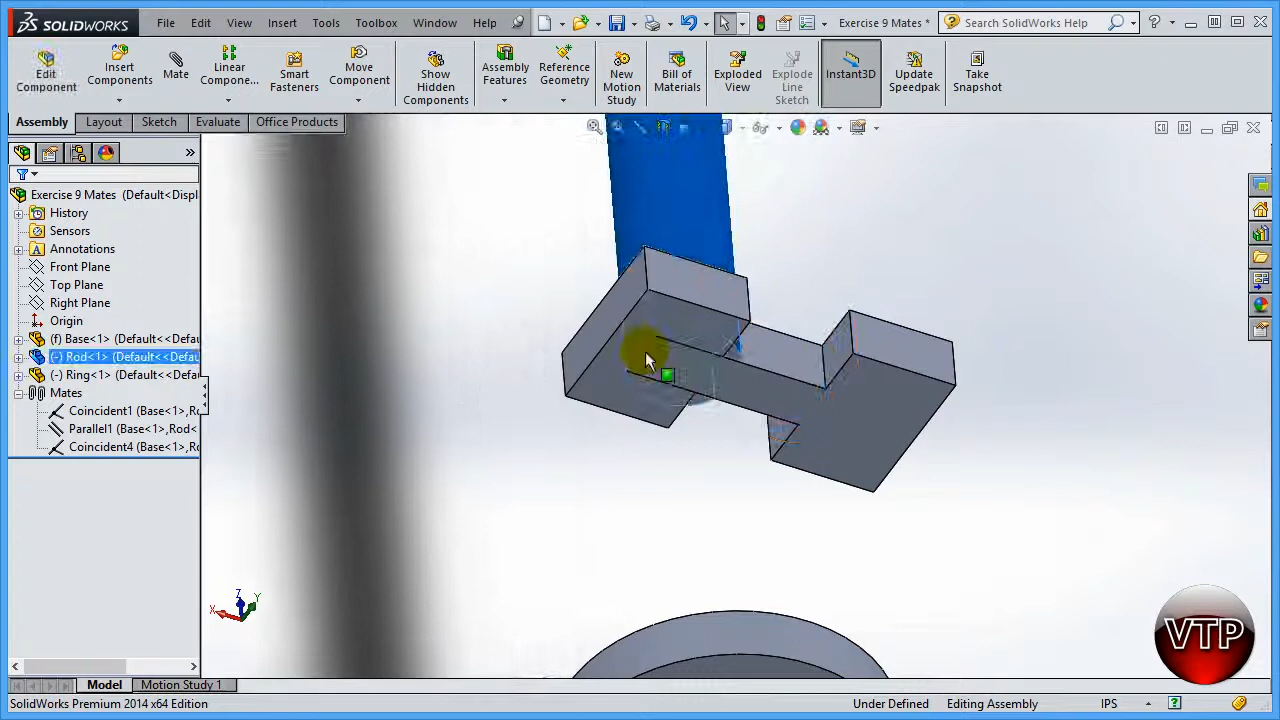 SOLIDWORKS File Edit View Insert Tools Toolbox Window Help Exercise 9 Mates * Search SolidWorks Help
Edit Component
Insert Components
Mate
Linear Compone...
Smart Fasteners
Move Component
Show Hidden Components
Assembly Features
Reference Geometry
New Motion Study
Bill of Materials
Exploded View
Explode Line Sketch
Instant3D
Update Speedpak
Take Snapshot
Assembly Layout Sketch Evaluate Office Products
Exercise 9 Mates (Default<Displ
History
Sensors
Annotations
Front Plane
Top Plane
Right Plane
Origin
(f) Base<1> (Default<<Defau
(-) Rod<1> (Default<<Defau
(-) Ring<1> (Default<<Defau
Mates
Coincident1 (Base<1>,Ro
Parallel1 (Base<1>,Rod<
Coincident4 (Base<1>,R
Z
Y
X
VTP
Model Motion Study 1
SolidWorks Premium 2014 x64 Edition Under Defined Editing Assembly IPS